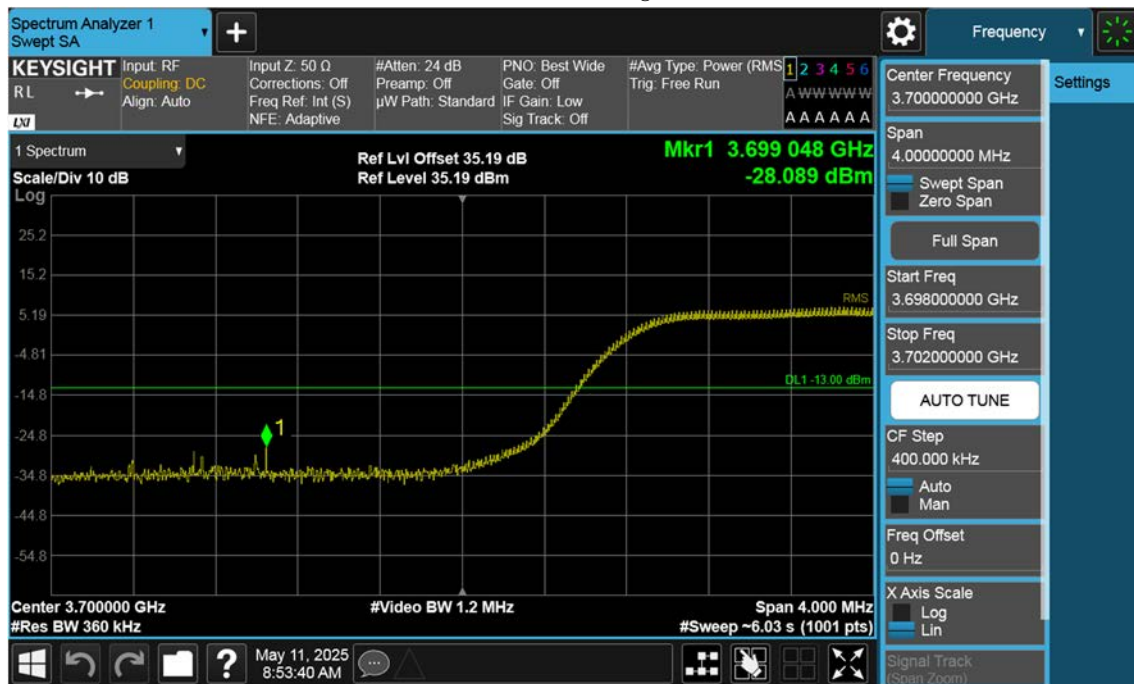 Spectrum Analyzer 1
Swept SA
Frequency
KEYSIGHT
RL
LXI
Input: RF
Coupling: DC
Align: Auto
Input Z: 50 Ω
Corrections: Off
Freq Ref: Int (S)
NFE: Adaptive
#Atten: 24 dB
Preamp: Off
µW Path: Standard
PNO: Best Wide
Gate: Off
IF Gain: Low
Sig Track: Off
#Avg Type: Power (RMS
Trig: Free Run
1 2 3 4 5 6
A W W W W W
A A A A A A
1 Spectrum
Scale/Div 10 dB
Ref Lvl Offset 35.19 dB
Ref Level 35.19 dBm
Mkr1 3.699 048 GHz
-28.089 dBm
Log
25.2
15.2
5.19
-4.81
-14.8
-24.8
-34.8
-44.8
-54.8
RMS
DL1 -13.00 dBm
1
Center 3.700000 GHz
#Res BW 360 kHz
#Video BW 1.2 MHz
Span 4.000 MHz
#Sweep ~6.03 s (1001 pts)
Center Frequency
3.700000000 GHz
Span
4.00000000 MHz
Swept Span
Zero Span
Full Span
Start Freq
3.698000000 GHz
Stop Freq
3.702000000 GHz
AUTO TUNE
CF Step
400.000 kHz
Auto
Man
Freq Offset
0 Hz
X Axis Scale
Log
Lin
Signal Track
(Span Zoom)
Settings
?
May 11, 2025
8:53:40 AM